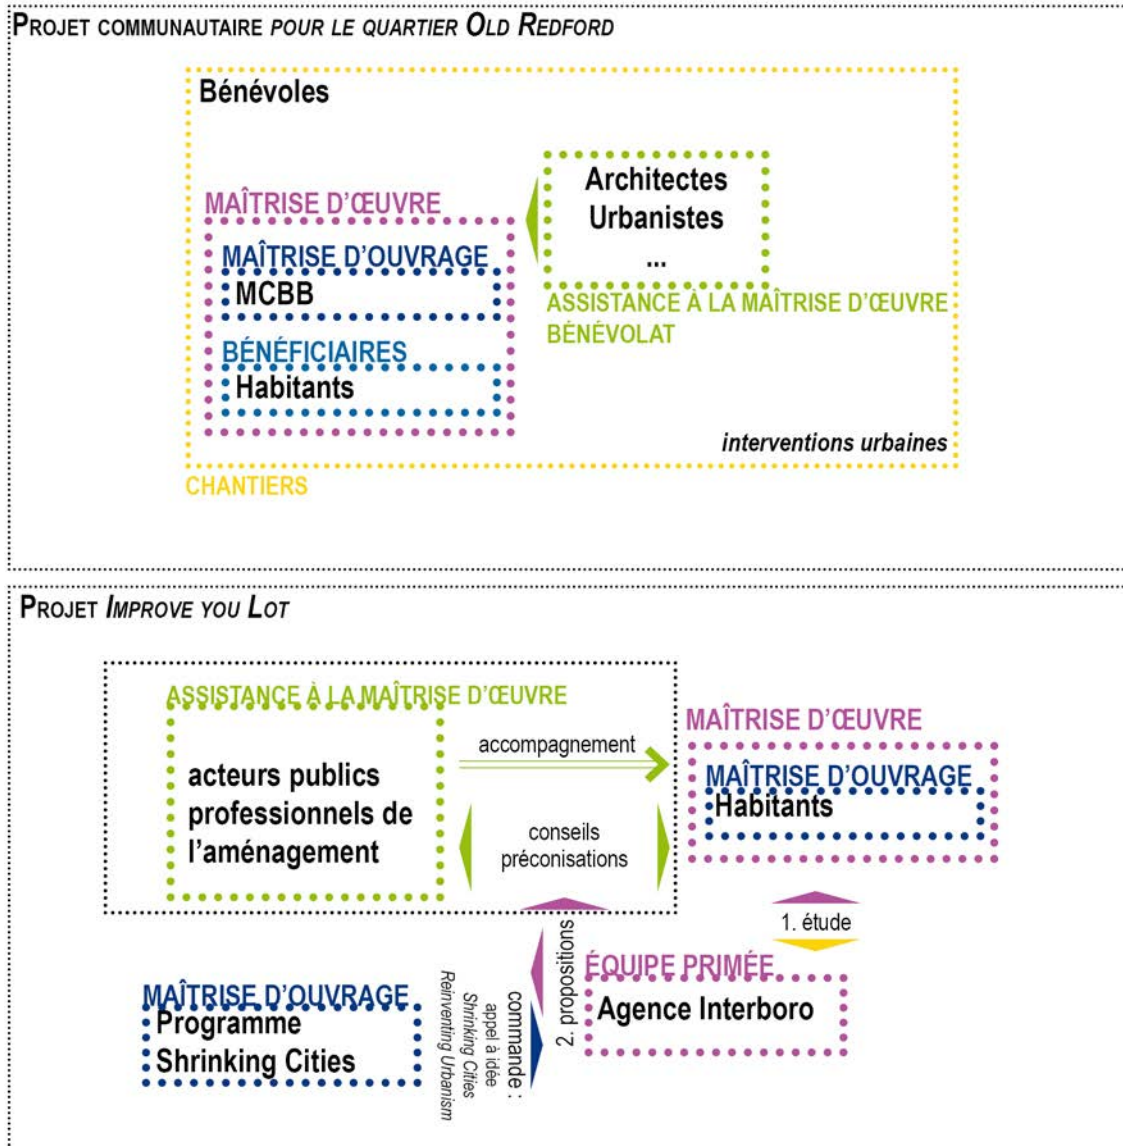 PROJET COMMUNAUTAIRE POUR LE QUARTIER OLD REDFORD
Bénévoles
Architectes
Urbanistes
...
MAÎTRISE D'ŒUVRE
MAÎTRISE D'OUVRAGE
MCBB
ASSISTANCE À LA MAÎTRISE D'ŒUVRE
BÉNÉVOLAT
BÉNÉFICIAIRES
Habitants
interventions urbaines
CHANTIERS
PROJET IMPROVE YOU LOT
ASSISTANCE À LA MAÎTRISE D'ŒUVRE
acteurs publics
professionnels de
l'aménagement
accompagnement
conseils
préconisations
MAÎTRISE D'ŒUVRE
MAÎTRISE D'OUVRAGE
Habitants
1. étude
2. propositions
ÉQUIPE PRIMÉE
Agence Interboro
MAÎTRISE D'OUVRAGE
Programme
Shrinking Cities
commande :
appel à idée
Shrinking Cities
Reinventing Urbanism